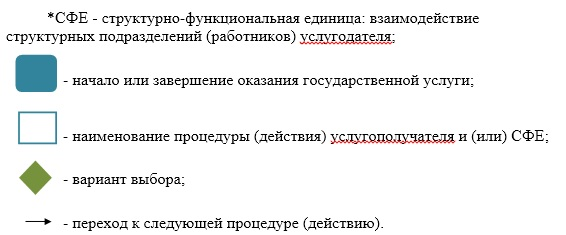 *СФЕ - структурно-функциональная единица: взаимодействие
структурных подразделений (работников) услугодателя;
- начало или завершение оказания государственной услуги;
- наименование процедуры (действия) услугополучателя и (или) СФЕ;
- вариант выбора;
- переход к следующей процедуре (действию).